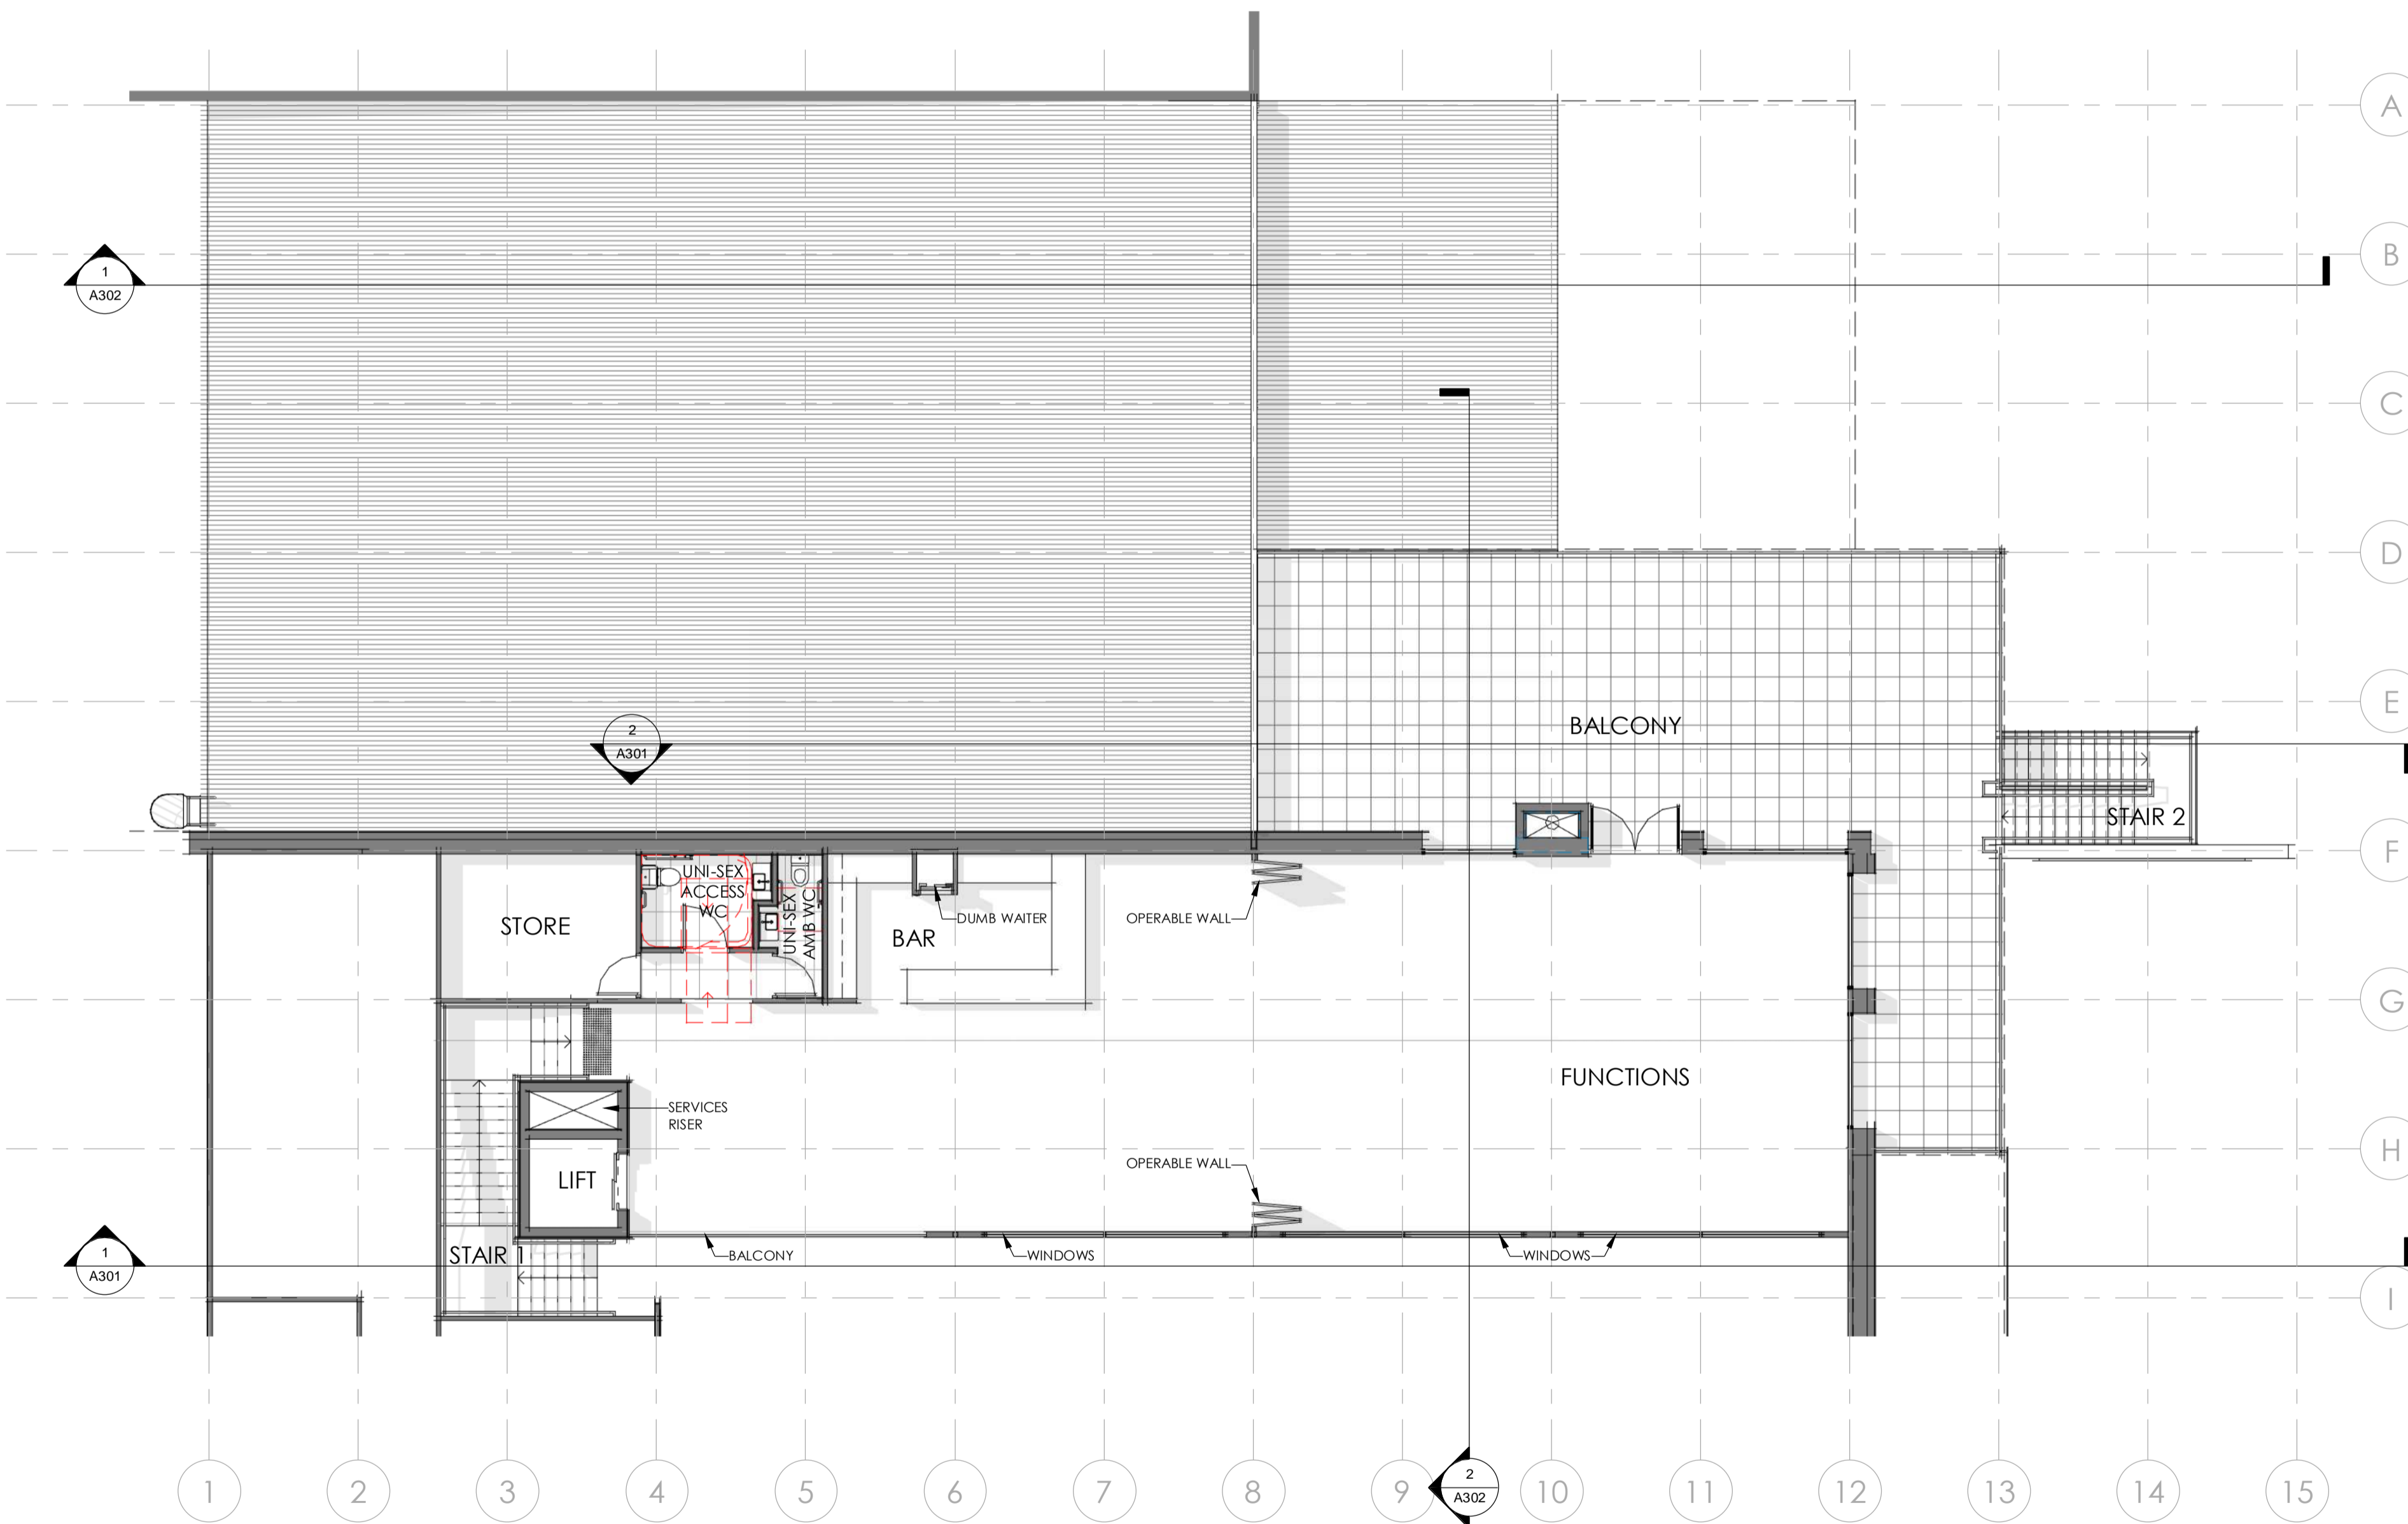 A
B
1
A302
C
D
E
BALCONY
2
A301
STAIR 2
F
UNI-SEX
ACCESS
WC
UNI-SEX
AMB WC
STORE
DUMB WAITER
BAR
OPERABLE WALL
G
FUNCTIONS
SERVICES
RISER
H
LIFT
OPERABLE WALL
STAIR 1
BALCONY
WINDOWS
WINDOWS
1
A301
I
1
2
3
4
5
6
7
8
9
2
A302
10
11
12
13
14
15